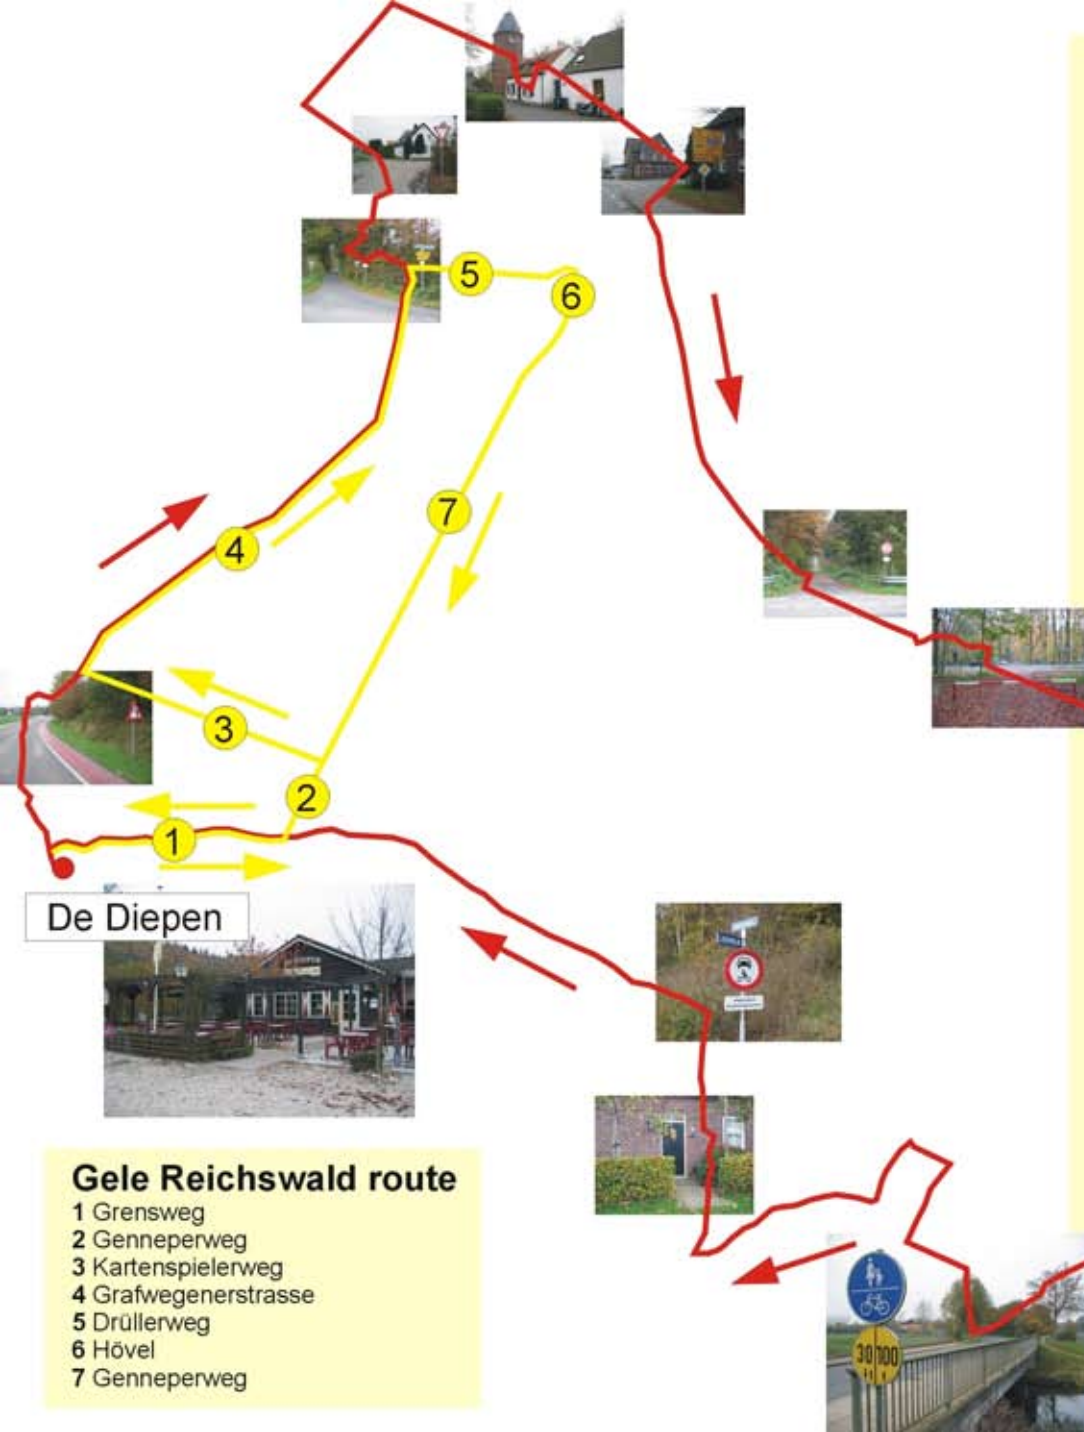 5
6
7
4
3
2
1
De Diepen
Gele Reichswald route
1 Grensweg
2 Genneperweg
3 Kartenspielerweg
4 Grafwegenerstrasse
5 Drüllerweg
6 Hövel
7 Genneperweg
30 100